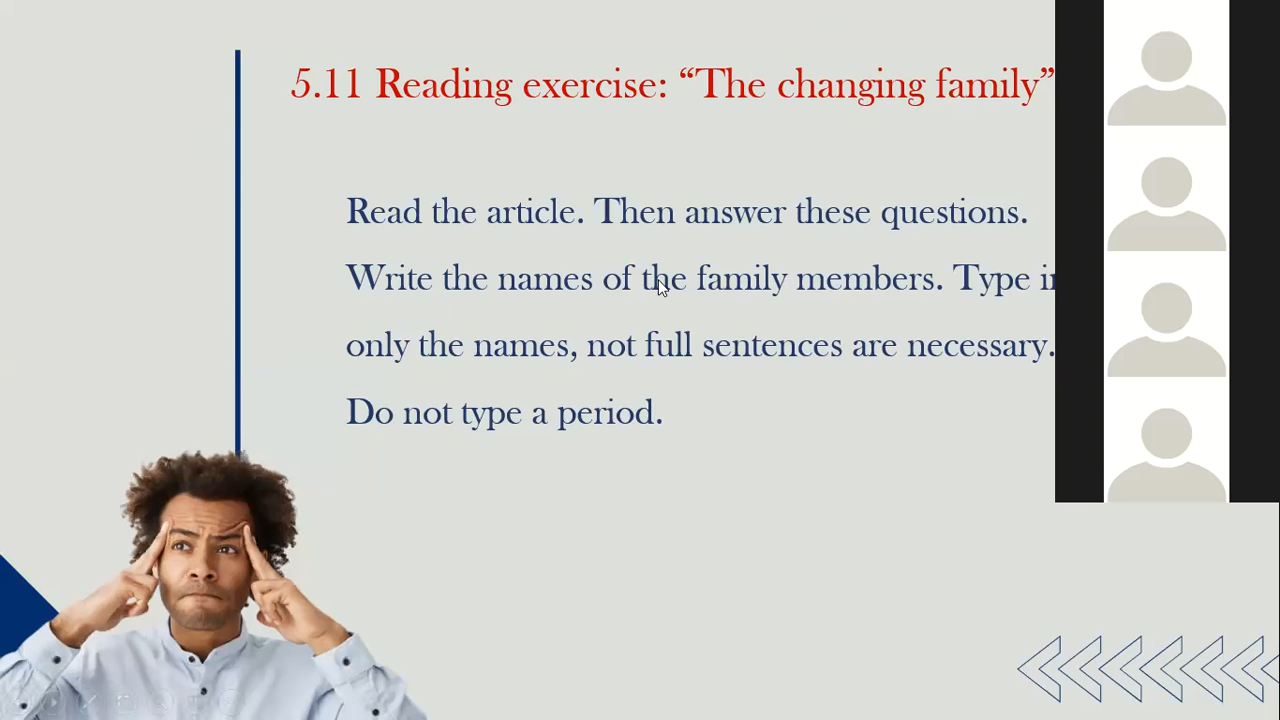 5.11 Reading exercise: “The changing family”
Read the article. Then answer these questions.
Write the names of the family members. Type in
only the names, not full sentences are necessary.
Do not type a period.